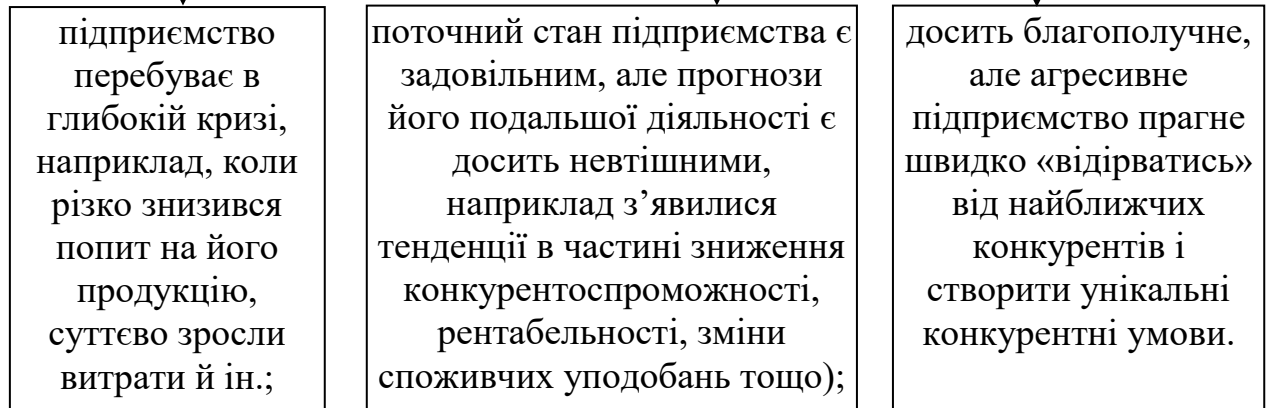 підприємство
перебуває в
глибокій кризі,
наприклад, коли
різко знизився
попит на його
продукцію,
суттєво зросли
витрати й ін.;
поточний стан підприємства є
задовільним, але прогнози
його подальшої діяльності є
досить невтішними,
наприклад з’явилися
тенденції в частині зниження
конкурентоспроможності,
рентабельності, зміни
споживчих уподобань тощо);
досить благополучне,
але агресивне
підприємство прагне
швидко «відірватись»
від найближчих
конкурентів і
створити унікальні
конкурентні умови.